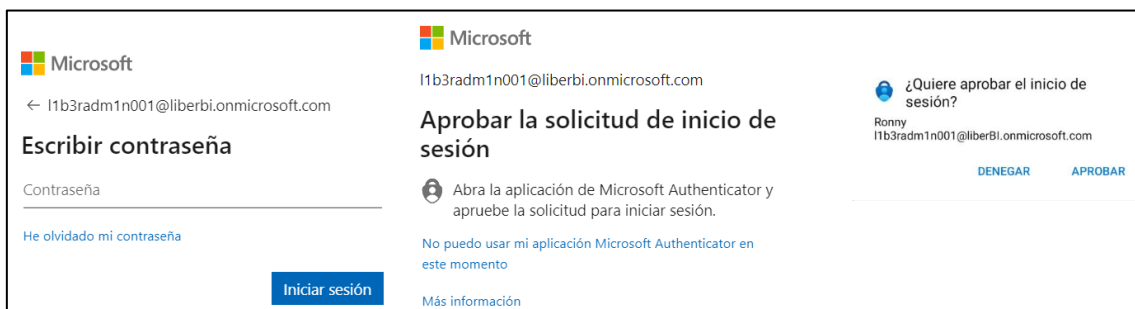 Microsoft
← l1b3radm1n001@liberbi.onmicrosoft.com
Escribir contraseña
Contraseña
He olvidado mi contraseña
Iniciar sesión
Microsoft
l1b3radm1n001@liberbi.onmicrosoft.com
Aprobar la solicitud de inicio de
sesión
Abra la aplicación de Microsoft Authenticator y
apruebe la solicitud para iniciar sesión.
No puedo usar mi aplicación Microsoft Authenticator en
este momento
Más información
¿Quiere aprobar el inicio de
sesión?
Ronny
l1b3radm1n001@liberBI.onmicrosoft.com
DENEGAR APROBAR